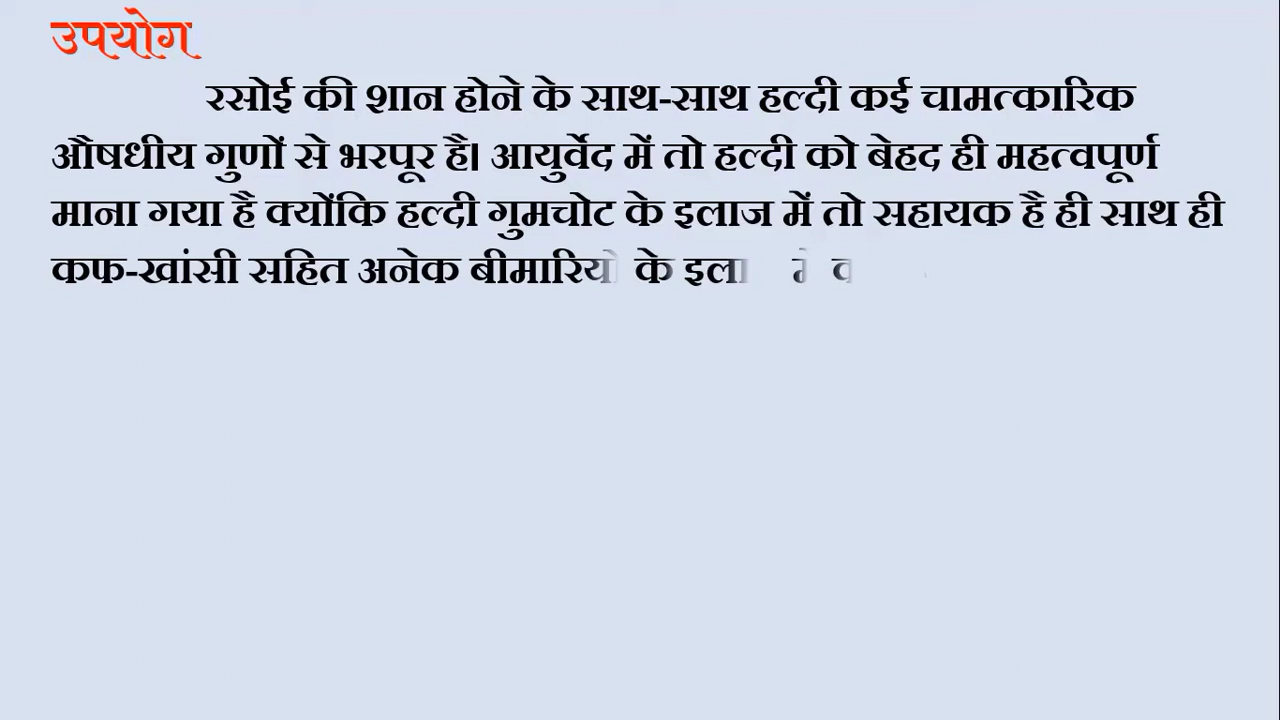 उपयोग
रसोई की शान होने के साथ-साथ हल्दी कई चामत्कारिक
औषधीय गुणों से भरपूर है। आयुर्वेद में तो हल्दी को बेहद ही महत्वपूर्ण
माना गया है क्योंकि हल्दी गुमचोट के इलाज में तो सहायक है ही साथ ही
कफ-खांसी सहित अनेक बीमारियों के इलाज में